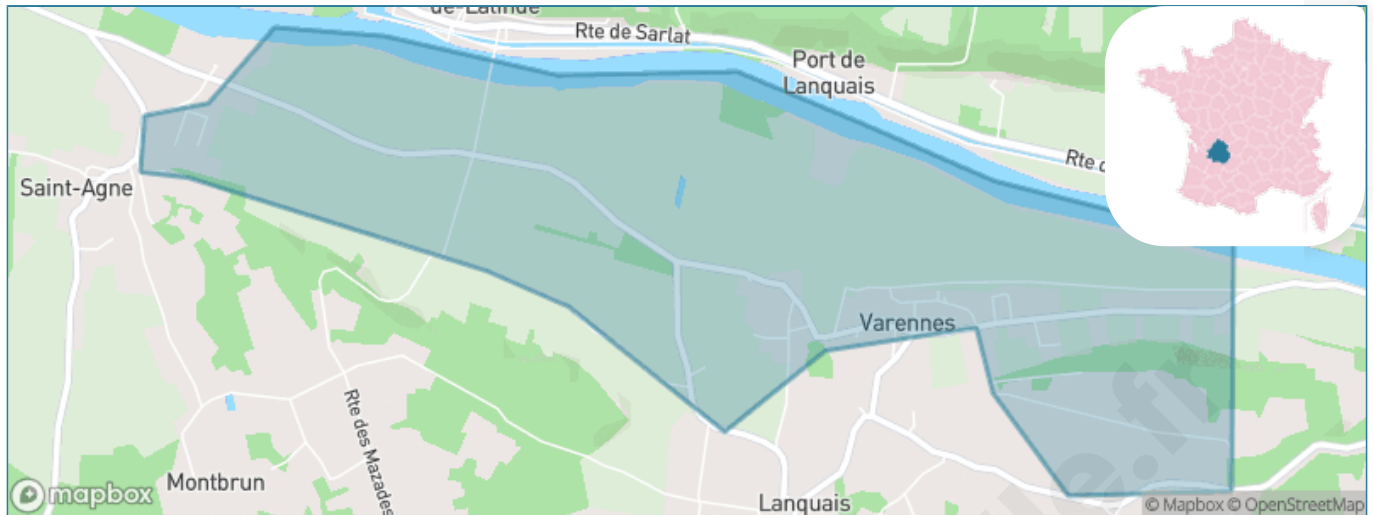 de-Lalinde
Rte de Sarlat
Port de
Lanquais
Rte d
Saint-Agne
Varennes
Rte des Mazades
Montbrun
Lanquais
mapbox
© Mapbox © OpenStreetMap